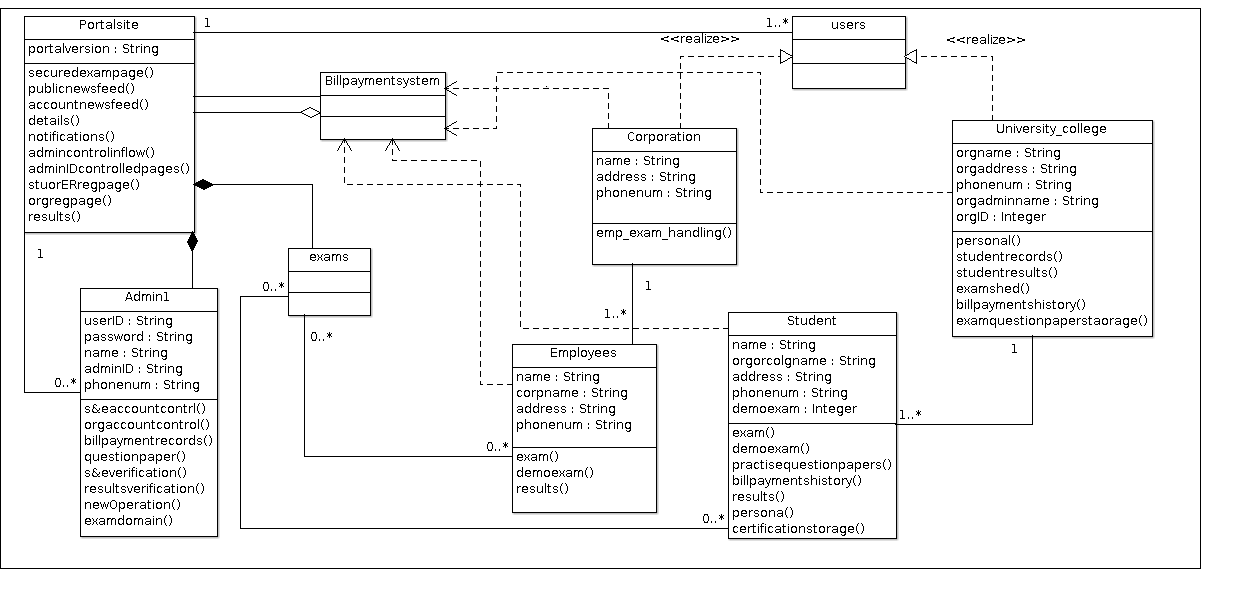 Portalsite
portalversion : String
securedexampage()
publicnewsfeed()
accountnewsfeed()
details()
notifications()
admincontrolinflow()
adminIDcontrolledpages()
stuorERregpage()
orgregpage()
results()
1
1..*
users
<<realize>>
<<realize>>
Billpaymentsystem
Corporation
name : String
address : String
phonenum : String
emp_exam_handling()
University_college
orgname : String
orgaddress : String
phonenum : String
orgadminname : String
orgID : Integer
personal()
studentrecords()
studentresults()
examshed()
billpaymentshistory()
examquestionpaperstaorage()
1
exams
0..*
0..*
1
1..*
Admin1
userID : String
password : String
name : String
adminID : String
phonenum : String
s&eaccountcontrl()
orgaccountcontrol()
billpaymentrecords()
questionpaper()
s&everification()
resultsverification()
newOperation()
examdomain()
0..*
Employees
name : String
corpname : String
address : String
phonenum : String
exam()
demoexam()
results()
0..*
Student
name : String
orgorcolgname : String
address : String
phonenum : String
demoexam : Integer
exam()
demoexam()
practisequestionpapers()
billpaymentshistory()
results()
persona()
certificationstorage()
0..*
1
1..*